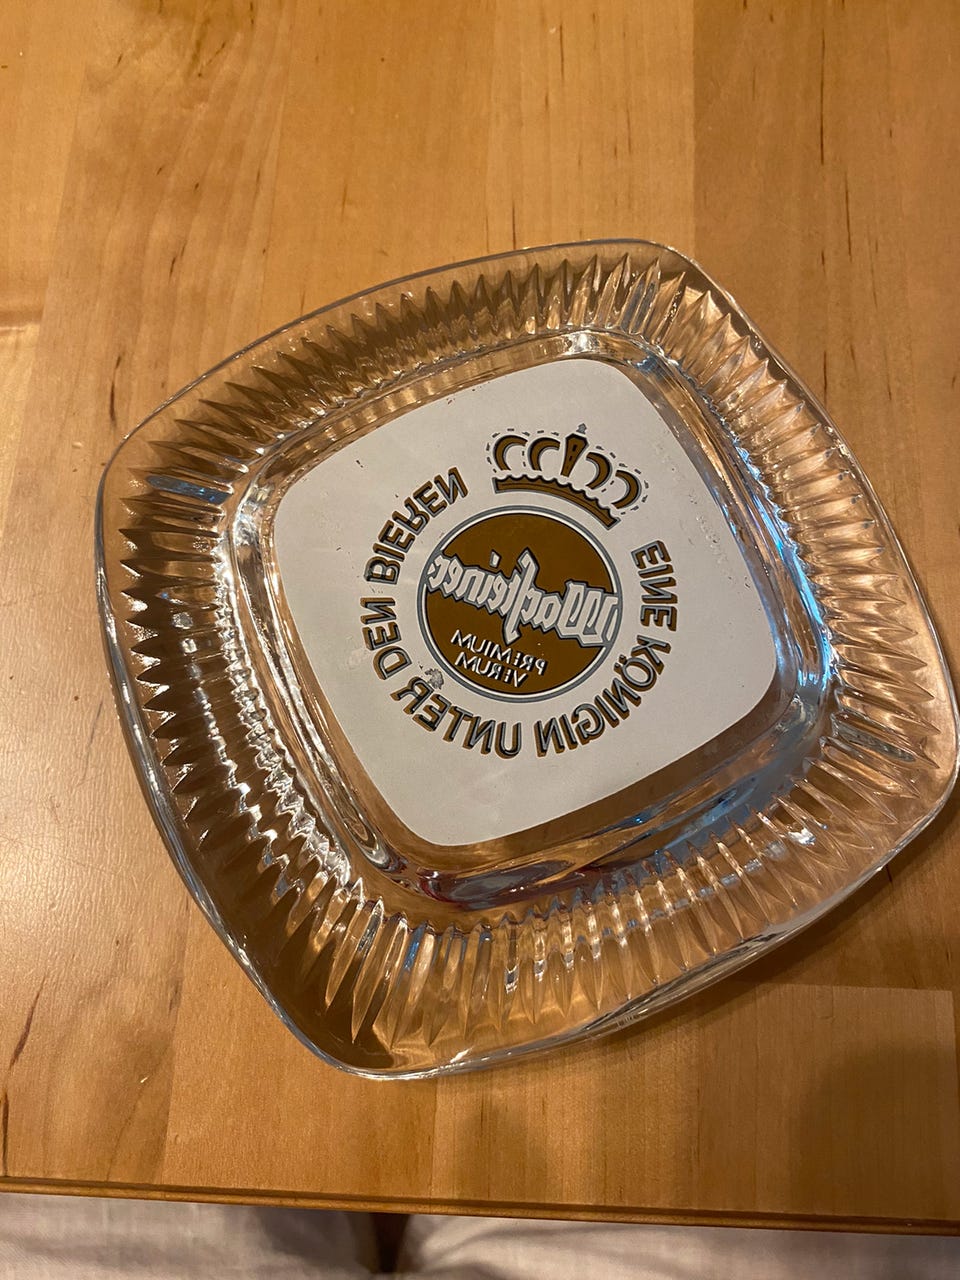 EINE KÖNIGIN UNTER DEN BIEREN
Warsteiner
PREMIUM
VERUM